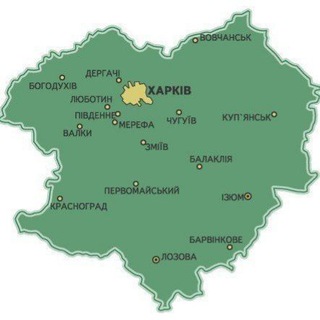 ВОВЧАНСЬК
ДЕРГАЧІ
БОГОДУХІВ
ХАРКІВ
ЛЮБОТИН
ПІВДЕННЕ
ЧУГУЇВ
КУП`ЯНСЬК
МЕРЕФА
ВАЛКИ
ЗМІЇВ
БАЛАКЛІЯ
ПЕРВОМАЙСЬКИЙ
ІЗЮМ
КРАСНОГРАД
БАРВІНКОВЕ
ЛОЗОВА